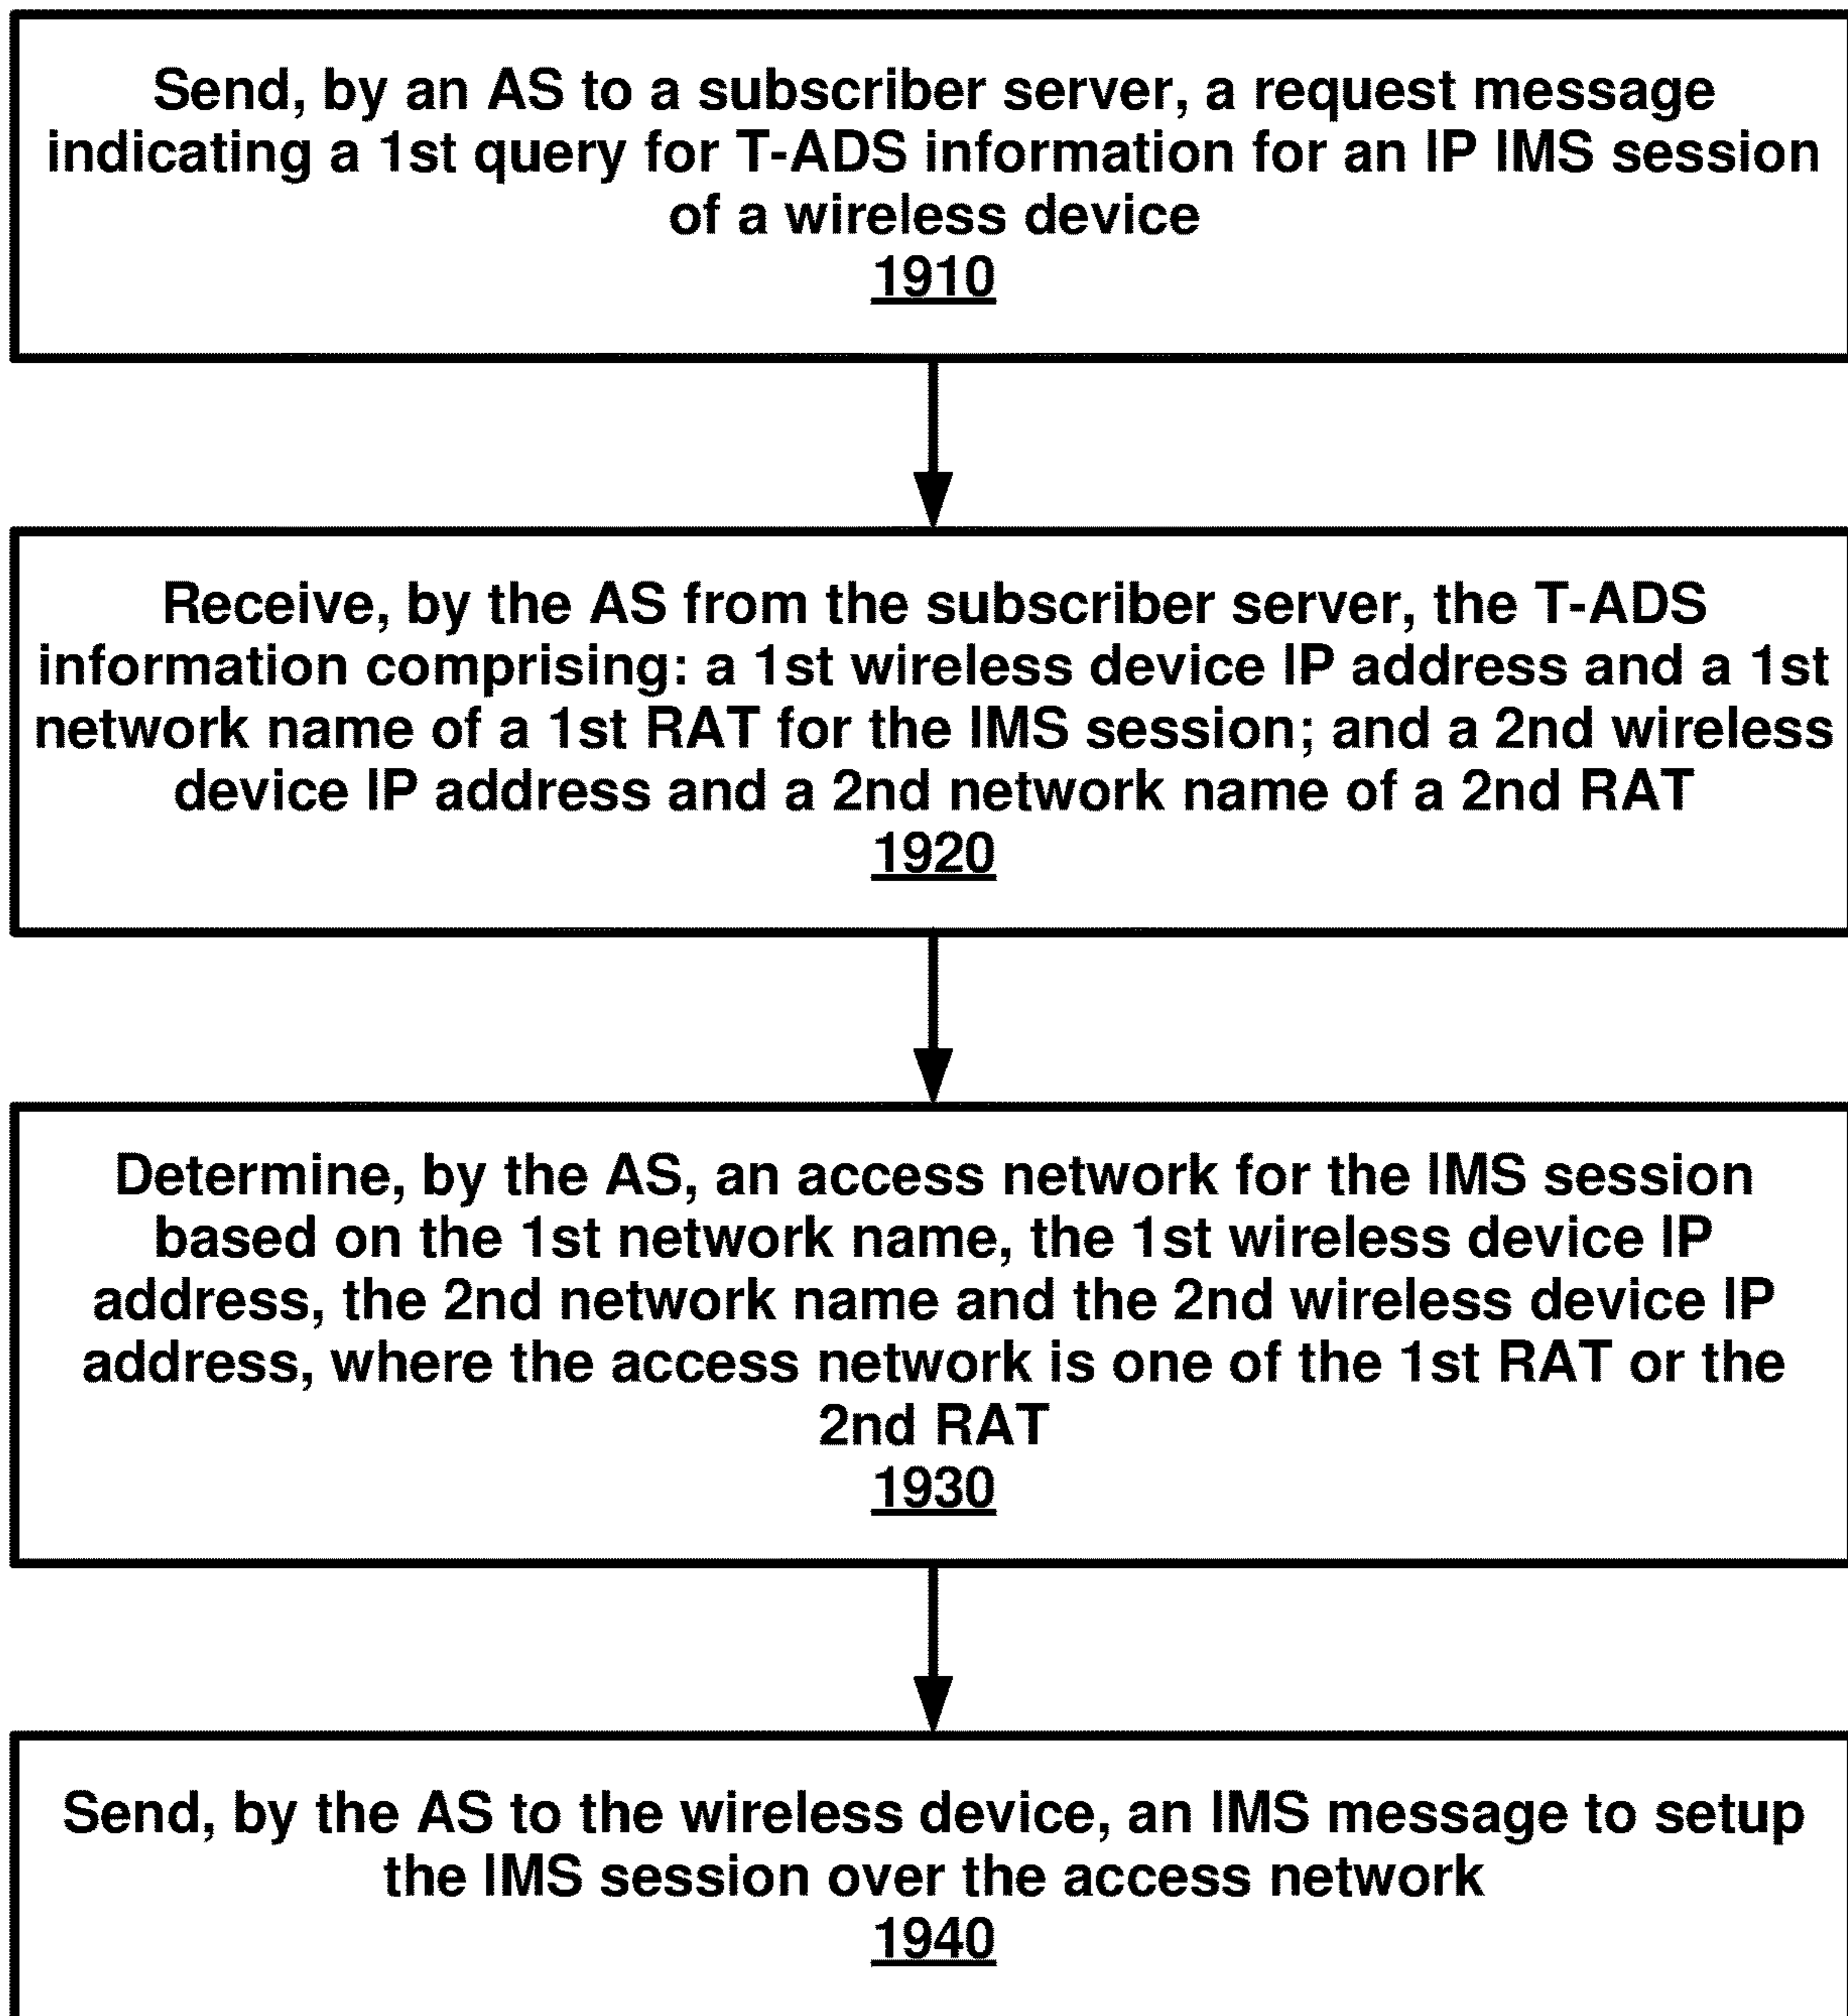 Send, by an AS to a subscriber server, a request message
indicating a 1st query for T-ADS information for an IP IMS session
of a wireless device
1910
Receive, by the AS from the subscriber server, the T-ADS
information comprising: a 1st wireless device IP address and a 1st
network name of a 1st RAT for the IMS session; and a 2nd wireless
device IP address and a 2nd network name of a 2nd RAT
1920
Determine, by the AS, an access network for the IMS session
based on the 1st network name, the 1st wireless device IP
address, the 2nd network name and the 2nd wireless device IP
address, where the access network is one of the 1st RAT or the
2nd RAT
1930
Send, by the AS to the wireless device, an IMS message to setup
the IMS session over the access network
1940